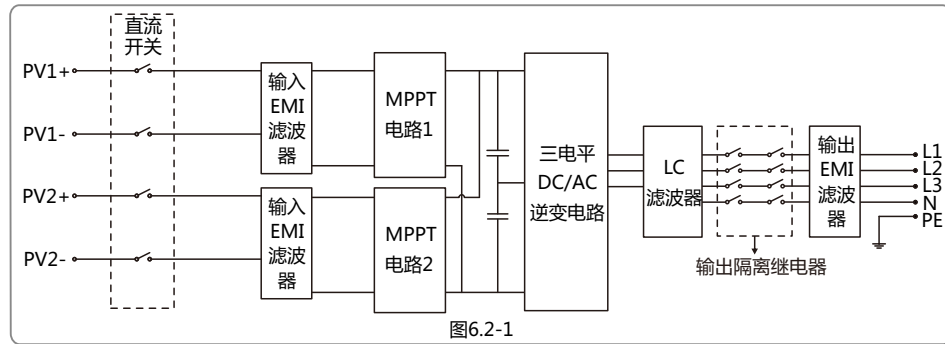 直流
开关
PV1+
PV1-
PV2+
PV2-
输入
EMI
滤波
器
输入
EMI
滤波
器
MPPT
电路1
MPPT
电路2
三电平
DC/AC
逆变电路
LC
滤波器
输出隔离继电器
输出
EMI
滤波
器
L1
L2
L3
N
PE
图6.2-1